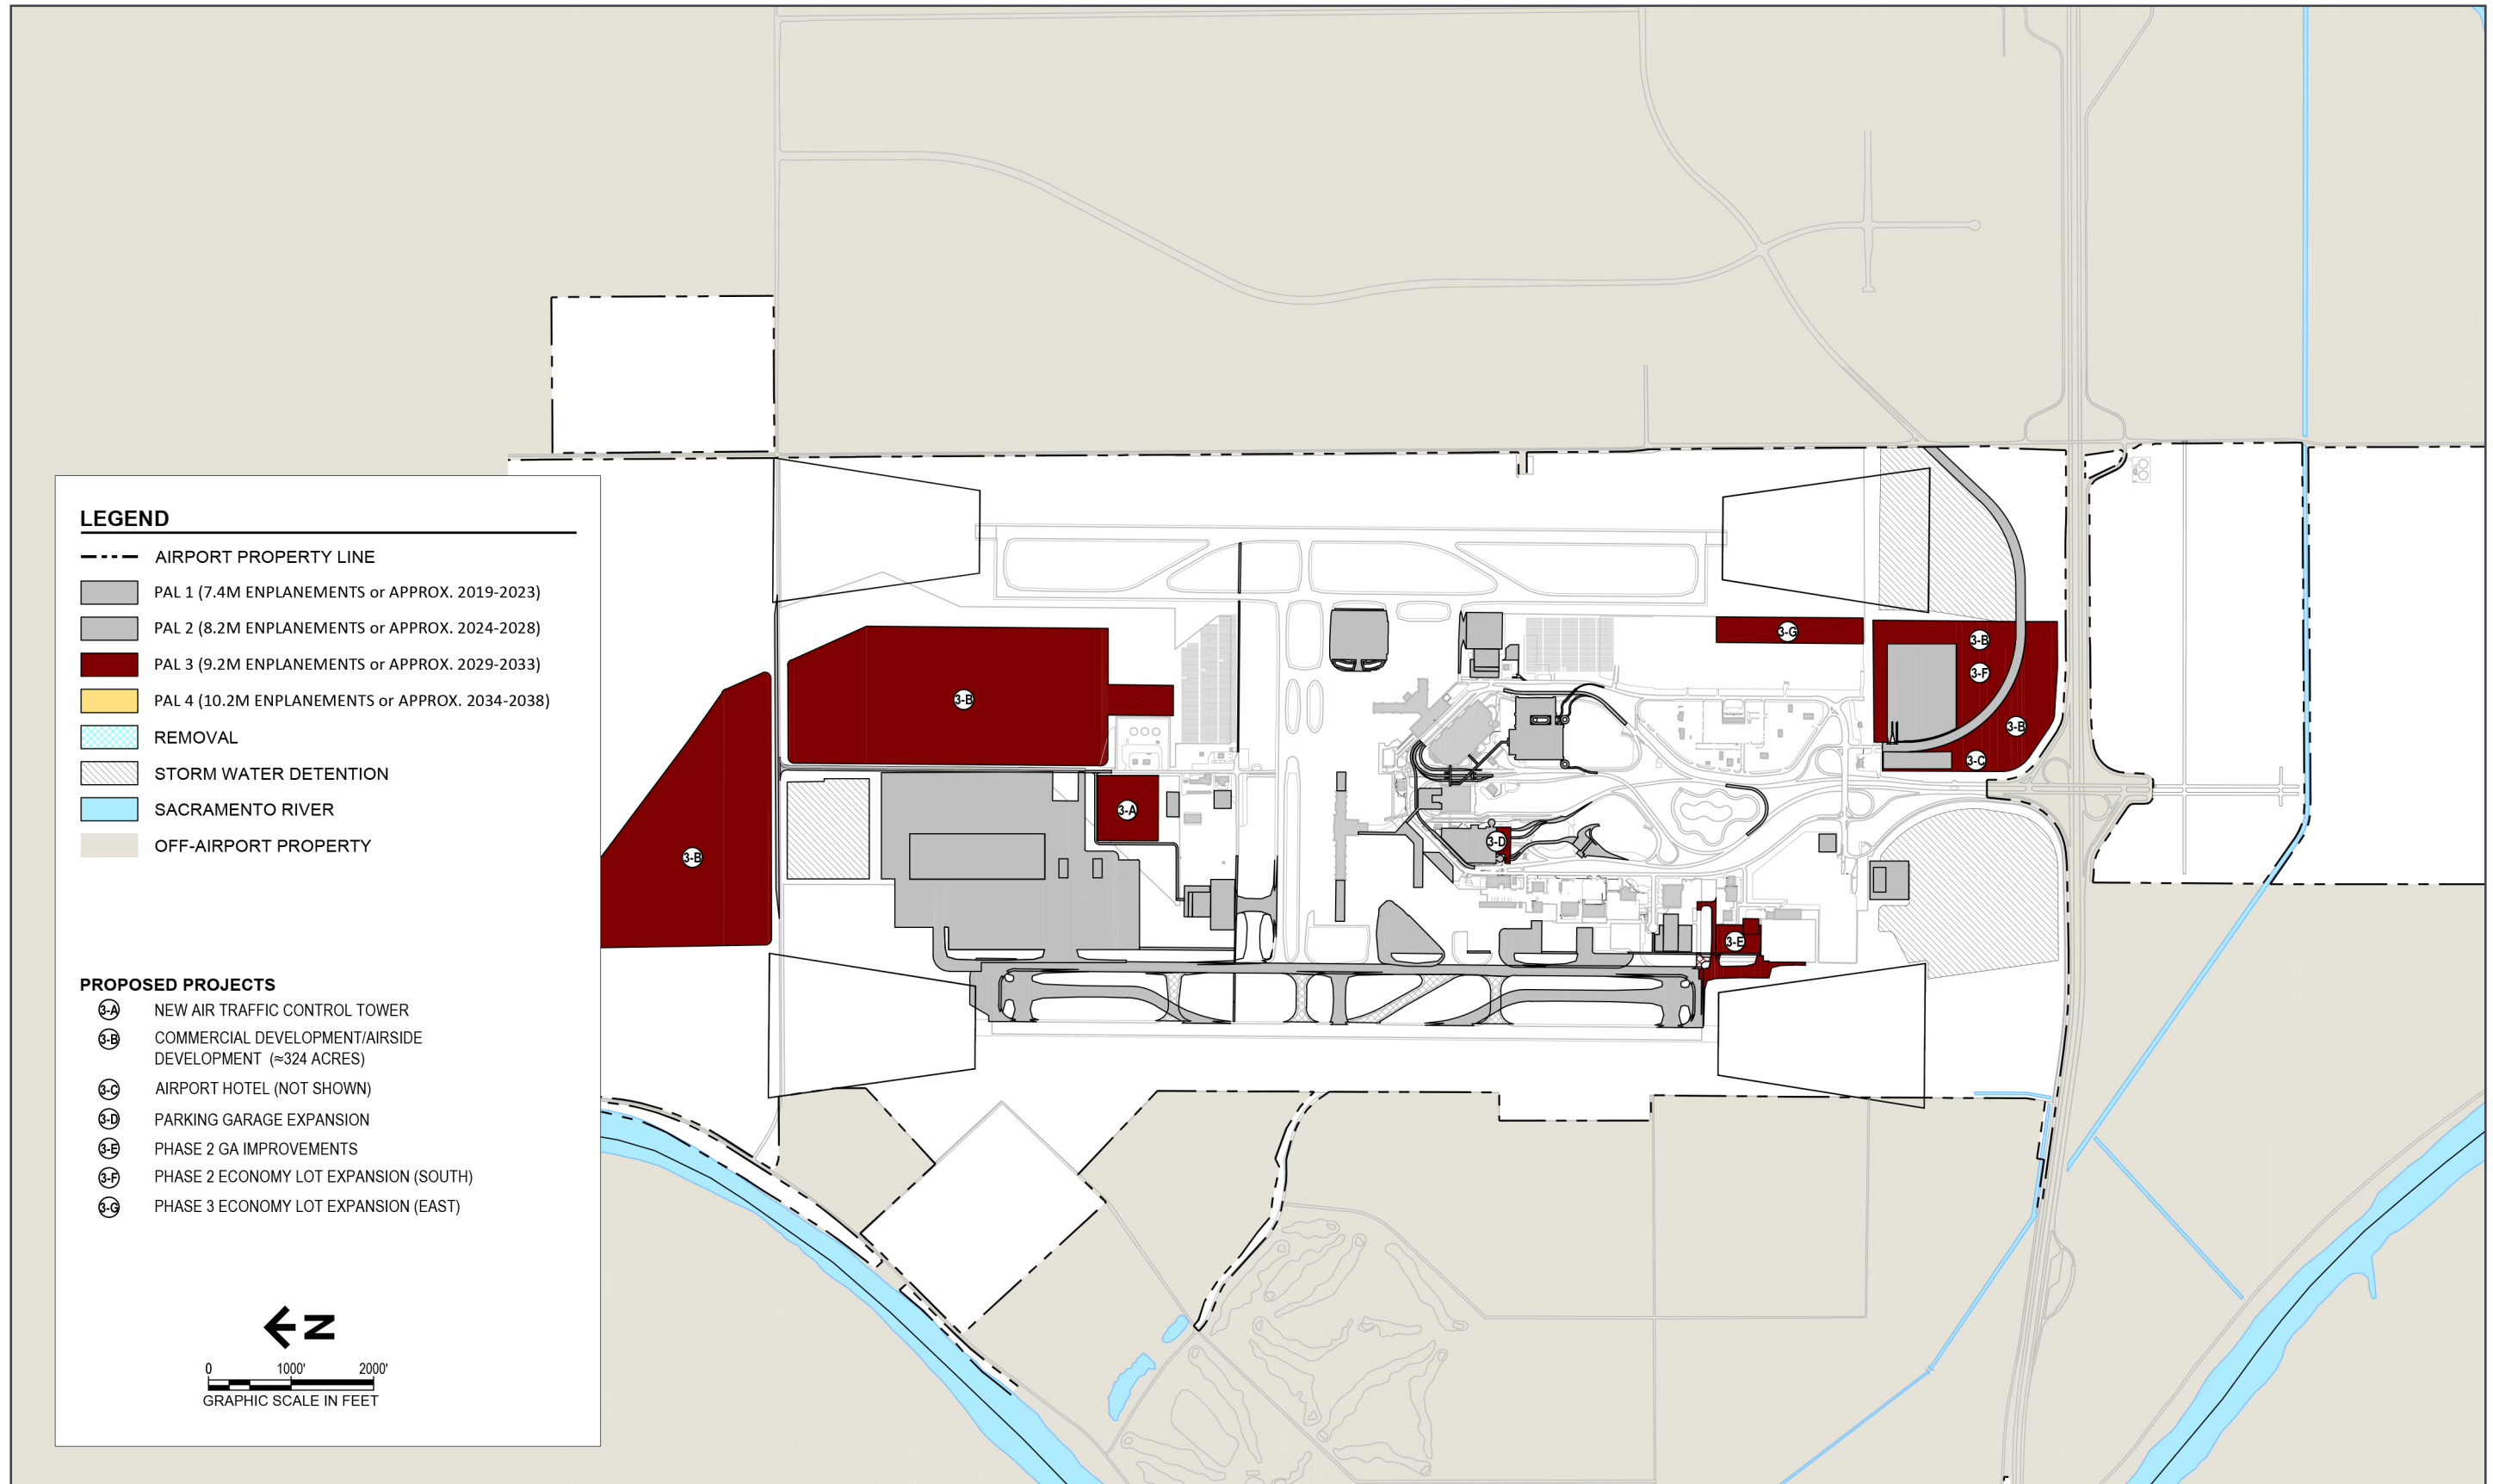 LEGEND
AIRPORT PROPERTY LINE
PAL 1 (7.4M ENPLANEMENTS or APPROX. 2019-2023)
PAL 2 (8.2M ENPLANEMENTS or APPROX. 2024-2028)
PAL 3 (9.2M ENPLANEMENTS or APPROX. 2029-2033)
PAL 4 (10.2M ENPLANEMENTS or APPROX. 2034-2038)
REMOVAL
STORM WATER DETENTION
SACRAMENTO RIVER
OFF-AIRPORT PROPERTY
PROPOSED PROJECTS
3-A NEW AIR TRAFFIC CONTROL TOWER
3-B COMMERCIAL DEVELOPMENT/AIRSIDE
DEVELOPMENT (≈324 ACRES)
3-C AIRPORT HOTEL (NOT SHOWN)
3-D PARKING GARAGE EXPANSION
3-E PHASE 2 GA IMPROVEMENTS
3-F PHASE 2 ECONOMY LOT EXPANSION (SOUTH)
3-G PHASE 3 ECONOMY LOT EXPANSION (EAST)
N
0 1000' 2000'
GRAPHIC SCALE IN FEET
3-G
3-B
3-F
3-B
3-B
3-C
3-A
3-D
3-B
3-E